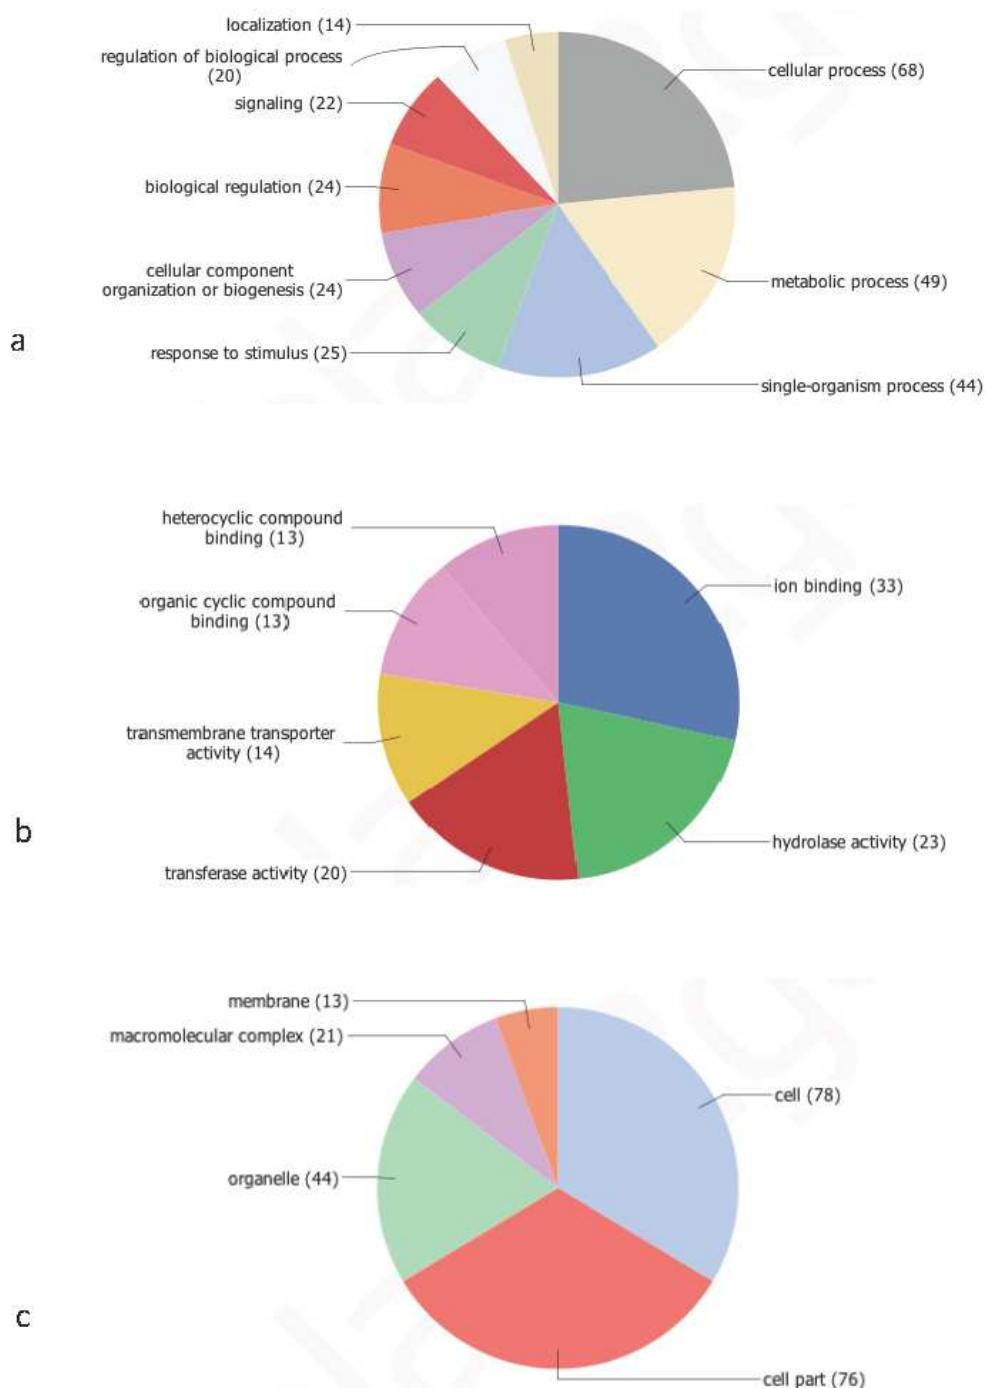 localization (14)
regulation of biological process
(20)
signaling (22)
biological regulation (24)
cellular component
organization or biogenesis (24)
response to stimulus (25)
cellular process (68)
metabolic process (49)
single-organism process (44)
a
heterocyclic compound
binding (13)
organic cyclic compound
binding (13)
transmembrane transporter
activity (14)
transferase activity (20)
ion binding (33)
hydrolase activity (23)
b
membrane (13)
macromolecular complex (21)
organelle (44)
cell (78)
cell part (76)
c